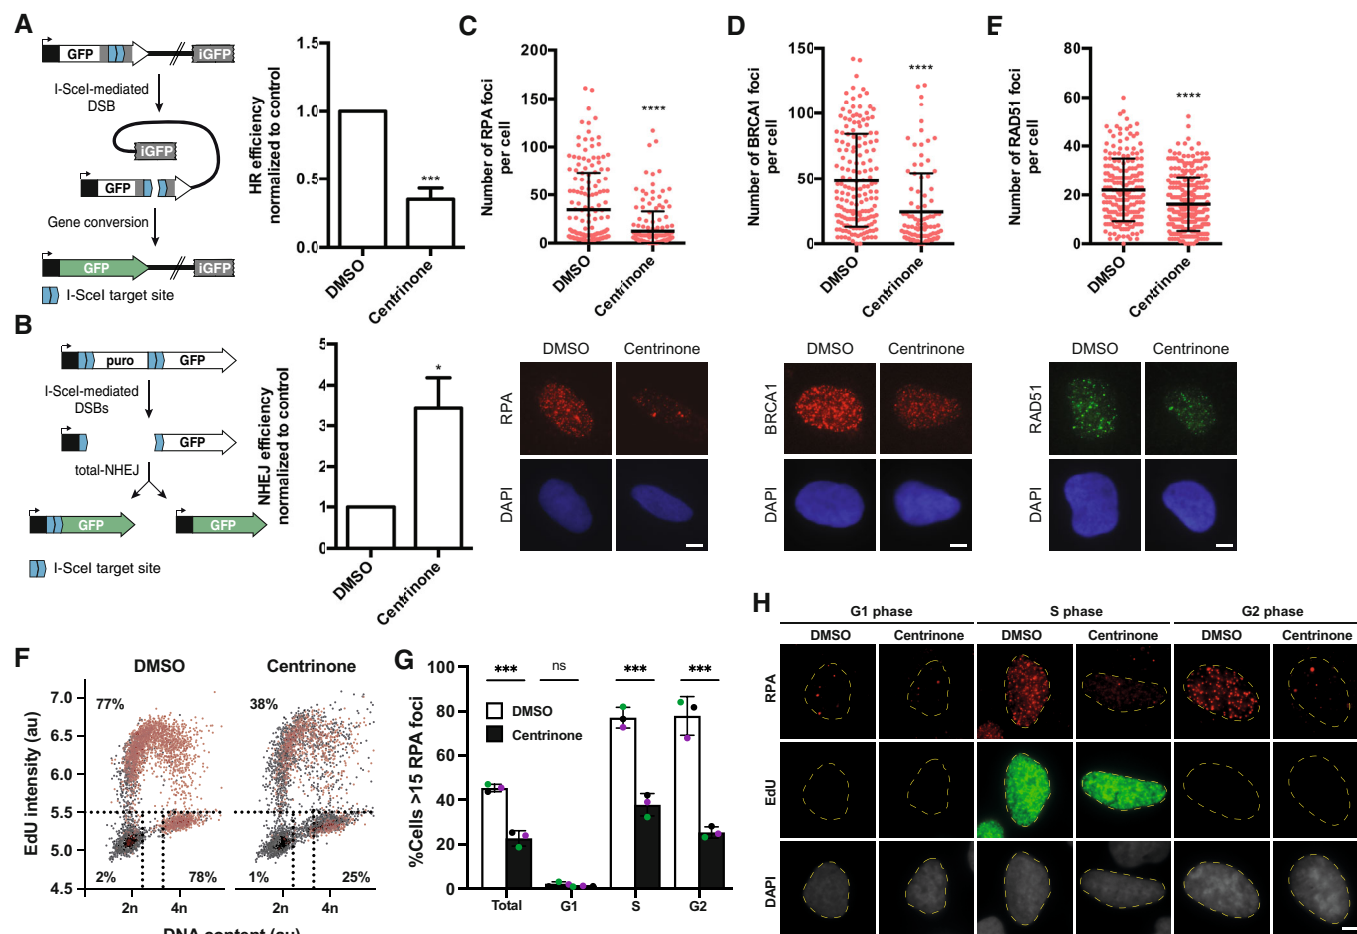 A
GFP
iGFP
I-SceI-mediated
DSB
iGFP
GFP
Gene conversion
GFP
iGFP
I-SceI target site
HR efficiency
normalized to control
1.5
1.0
0.5
0.0
***
DMSO
Centrinone
C
Number of RPA foci
per cell
200
150
100
50
0
****
DMSO
Centrinone
DMSO
Centrinone
RPA
DAPI
D
Number of BRCA1 foci
per cell
150
100
50
0
****
DMSO
Centrinone
DMSO
Centrinone
BRCA1
DAPI
E
Number of RAD51 foci
per cell
80
60
40
20
0
****
DMSO
Centrinone
DMSO
Centrinone
RAD51
DAPI
B
puro
GFP
I-SceI-mediated
DSBs
GFP
total-NHEJ
GFP
GFP
I-SceI target site
NHEJ efficiency
normalized to control
5
4
3
2
1
0
*
DMSO
Centrinone
F
DMSO
Centrinone
EdU intensity (au)
7.0
6.5
6.0
5.5
5.0
4.5
77%
38%
2%
78%
1%
25%
2n
4n
2n
4n
DNA content (au)
G
%Cells >15 RPA foci
100
80
60
40
20
0
***
ns
***
***
DMSO
Centrinone
Total
G1
S
G2
H
G1 phase
S phase
G2 phase
DMSO
Centrinone
DMSO
Centrinone
DMSO
Centrinone
RPA
EdU
DAPI